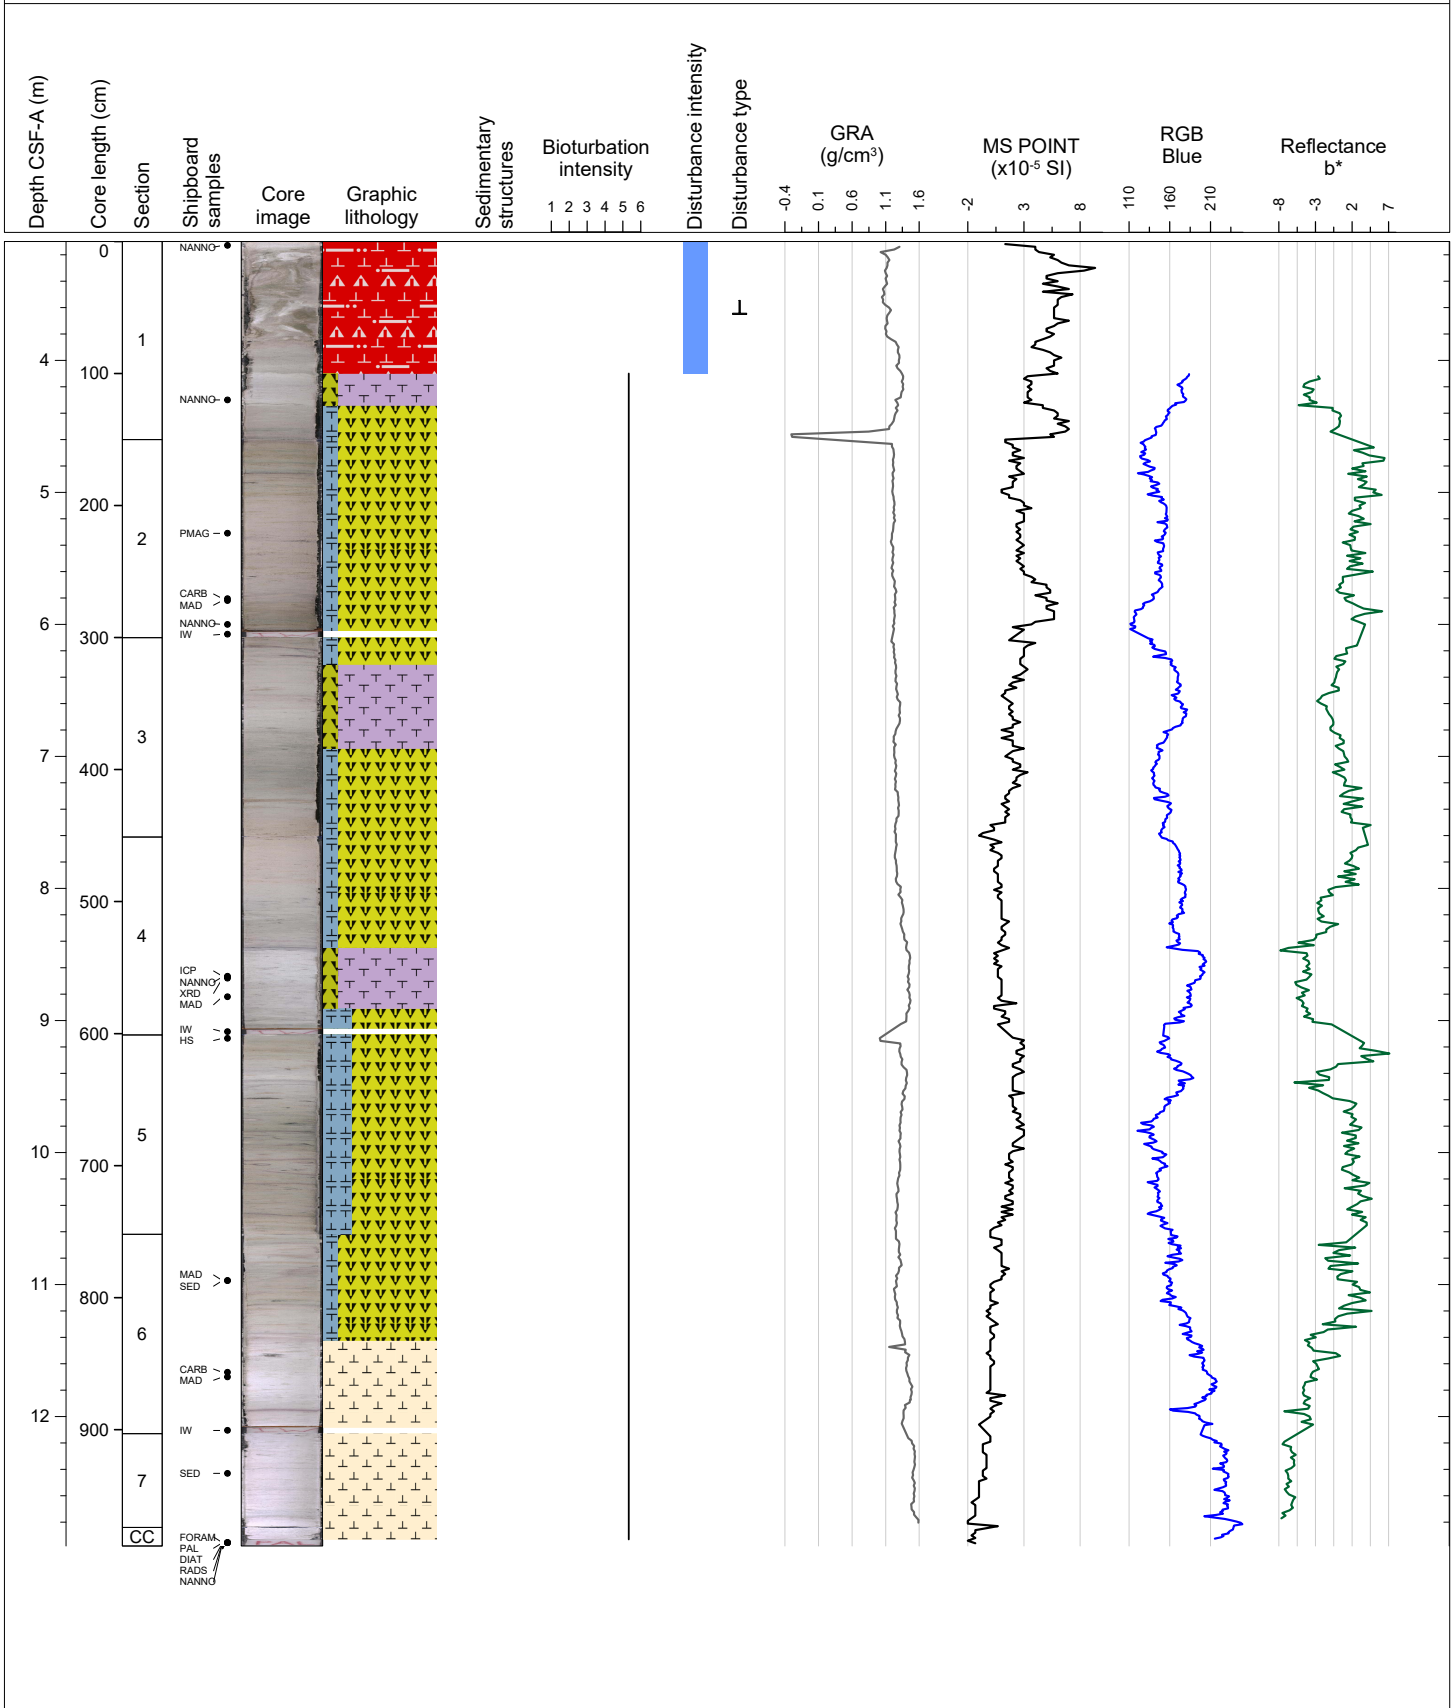 Depth CSF-A (m)
Core length (cm)
Section
Shipboard
samples
Core
image
Graphic
lithology
Sedimentary
structures
Bioturbation
intensity
1 2 3 4 5 6
Disturbance intensity
Disturbance type
GRA
(g/cm³)
-0.4 0.1 0.6 1.1 1.6
MS POINT
(x10⁻⁵ SI)
-2 3 8
RGB
Blue
110 160 210
Reflectance
b*
-8 -3 2 7
0
NANNO
1
4
100
NANNO
5
200
2
PMAG
CARB
MAD
NANNO
6
IW
300
3
7
400
8
500
4
ICP
NANNO
XRD
MAD
9
IW
600
HS
5
10
700
MAD
11
SED
800
6
CARB
MAD
12
900
IW
SED
7
CC
FORAM
PAL
DIAT
RADS
NANNO